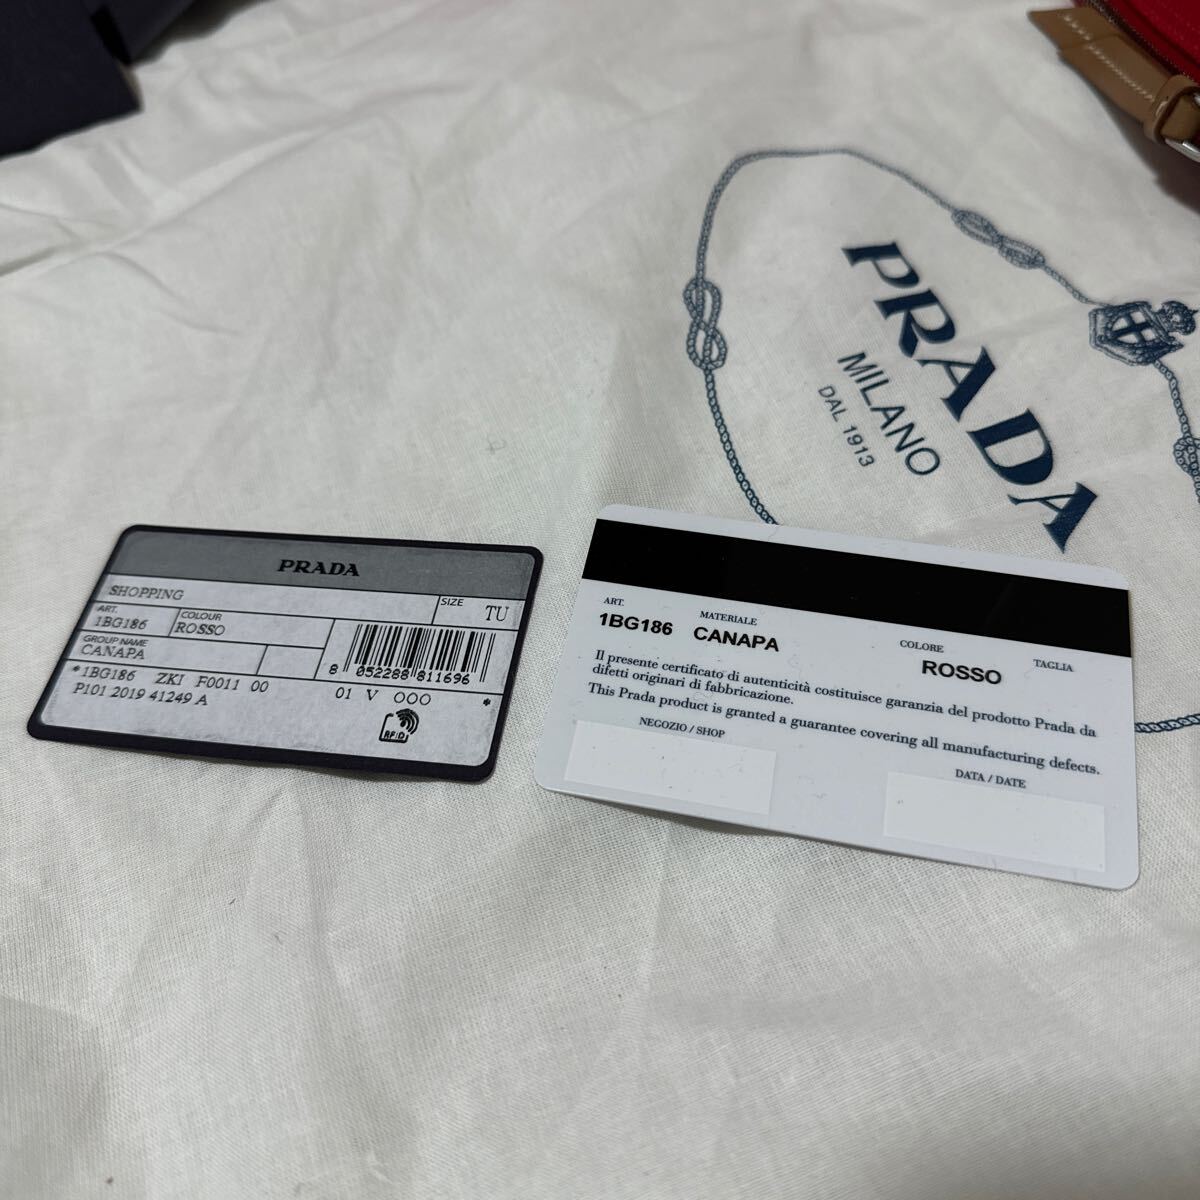 PRADA
MILANO
DAL 1913
PRADA
SHOPPING
SIZE TU
ART. 1BG186
COLOUR ROSSO
GROUP NAME
CANAPA
8 052288 811696
*1BG186 ZKI F0011 00 01 V OOO *
P101 2019 41249 A
RFID
ART. MATERIALE COLORE TAGLIA
1BG186 CANAPA ROSSO
Il presente certificato di autenticità costituisce garanzia del prodotto Prada da
difetti originari di fabbricazione.
This Prada product is granted a guarantee covering all manufacturing defects.
NEGOZIO / SHOP
DATA / DATE